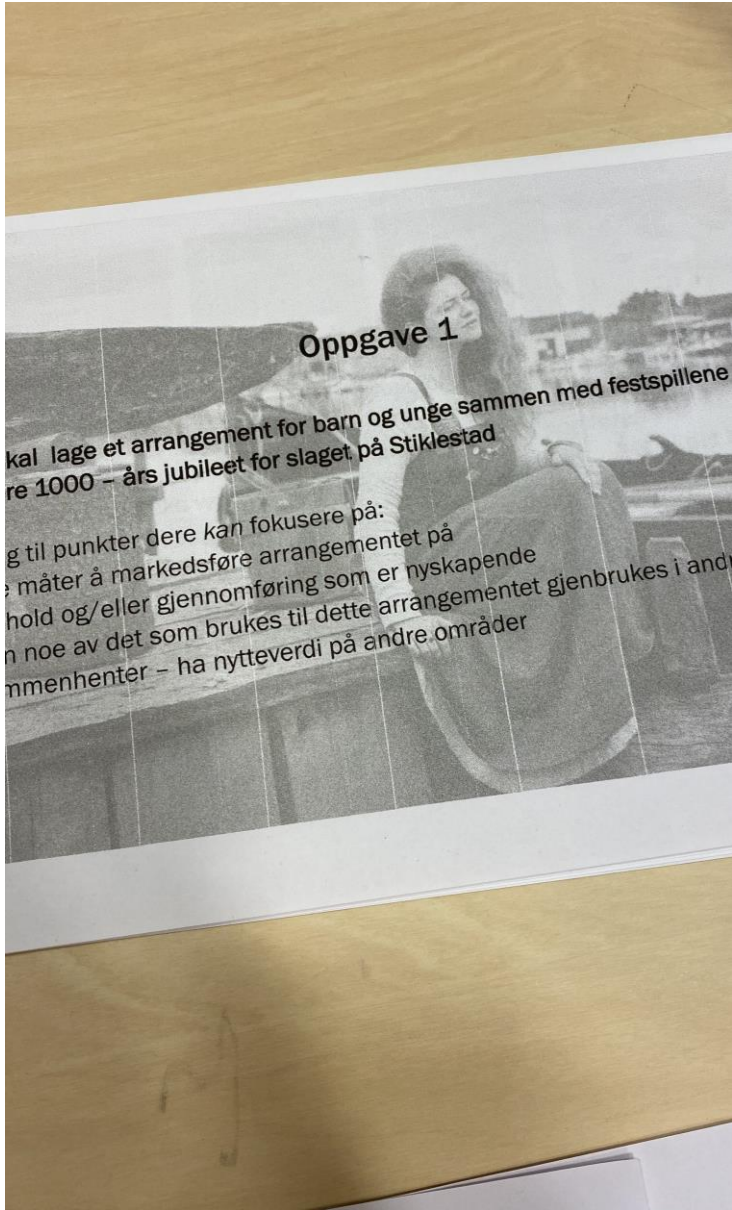 Oppgave 1
kal lage et arrangement for barn og unge sammen med festspillene
re 1000 – års jubileet for slaget på Stiklestad
g til punkter dere kan fokusere på:
måter å markedsføre arrangementet på
hold og/eller gjennomføring som er nyskapende
n noe av det som brukes til dette arrangementet gjenbrukes i andr
mmenhenter – ha nytteverdi på andre områder